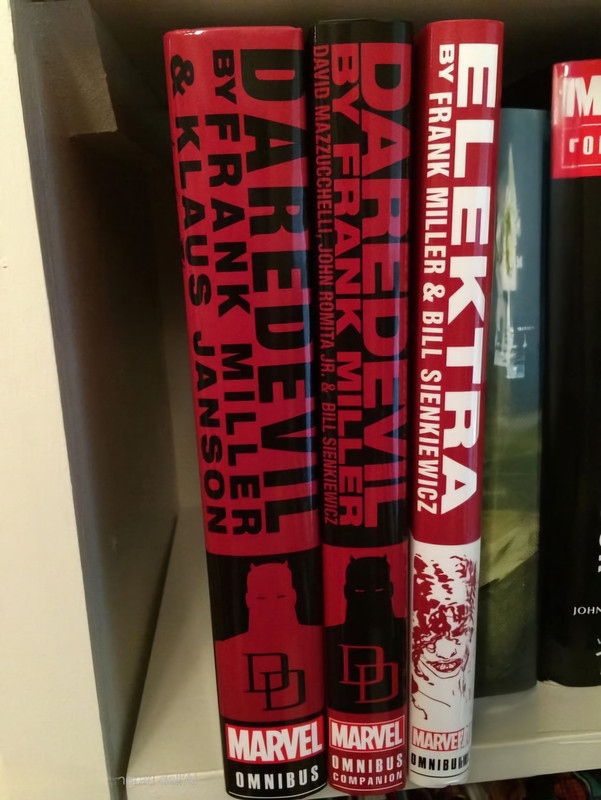 DAREDEVIL
BY FRANK MILLER
& KLAUS JANSON
MARVEL
OMNIBUS
DAREDEVIL
BY FRANK MILLER
DAVID MAZZUCCHELLI, JOHN ROMITA JR. & BILL SIENKIEWICZ
MARVEL
OMNIBUS
COMPANION
ELEKTRA
BY FRANK MILLER & BILL SIENKIEWICZ
MARVEL
OMNIBUS
JOHN